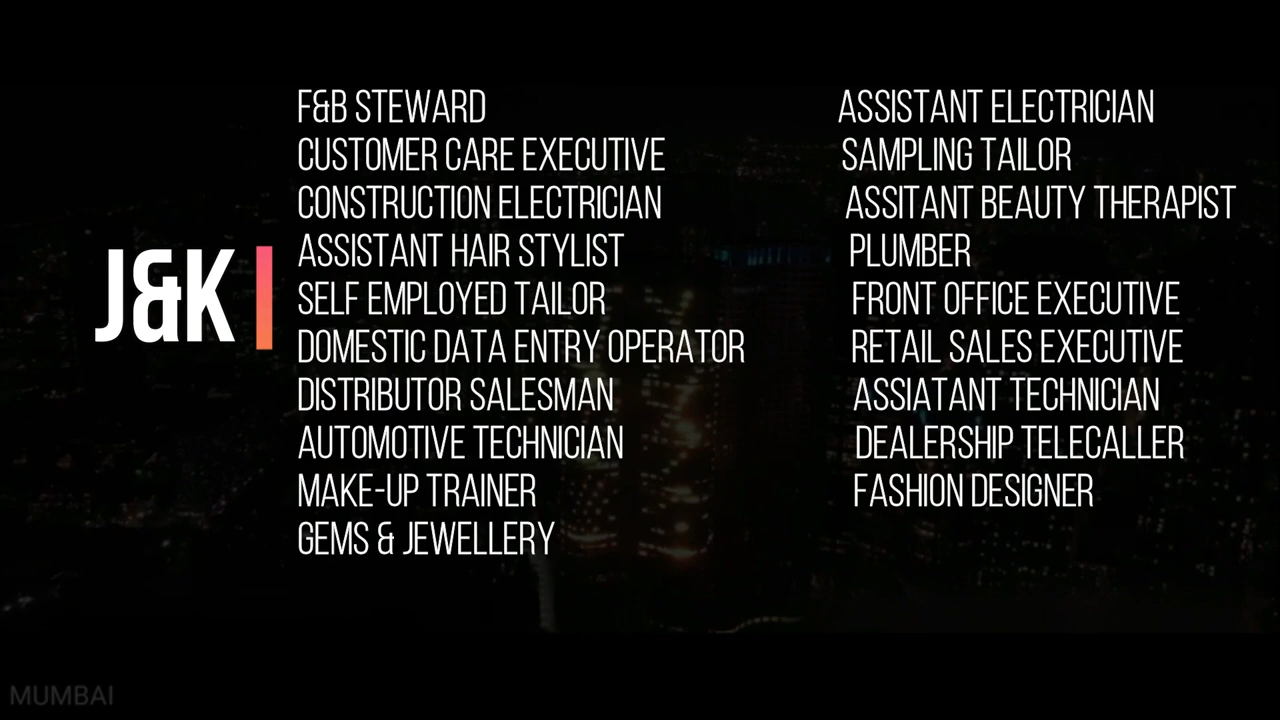 J&K
F&B STEWARD
CUSTOMER CARE EXECUTIVE
CONSTRUCTION ELECTRICIAN
ASSISTANT HAIR STYLIST
SELF EMPLOYED TAILOR
DOMESTIC DATA ENTRY OPERATOR
DISTRIBUTOR SALESMAN
AUTOMOTIVE TECHNICIAN
MAKE-UP TRAINER
GEMS & JEWELLERY
ASSISTANT ELECTRICIAN
SAMPLING TAILOR
ASSITANT BEAUTY THERAPIST
PLUMBER
FRONT OFFICE EXECUTIVE
RETAIL SALES EXECUTIVE
ASSIATANT TECHNICIAN
DEALERSHIP TELECALLER
FASHION DESIGNER
MUMBAI